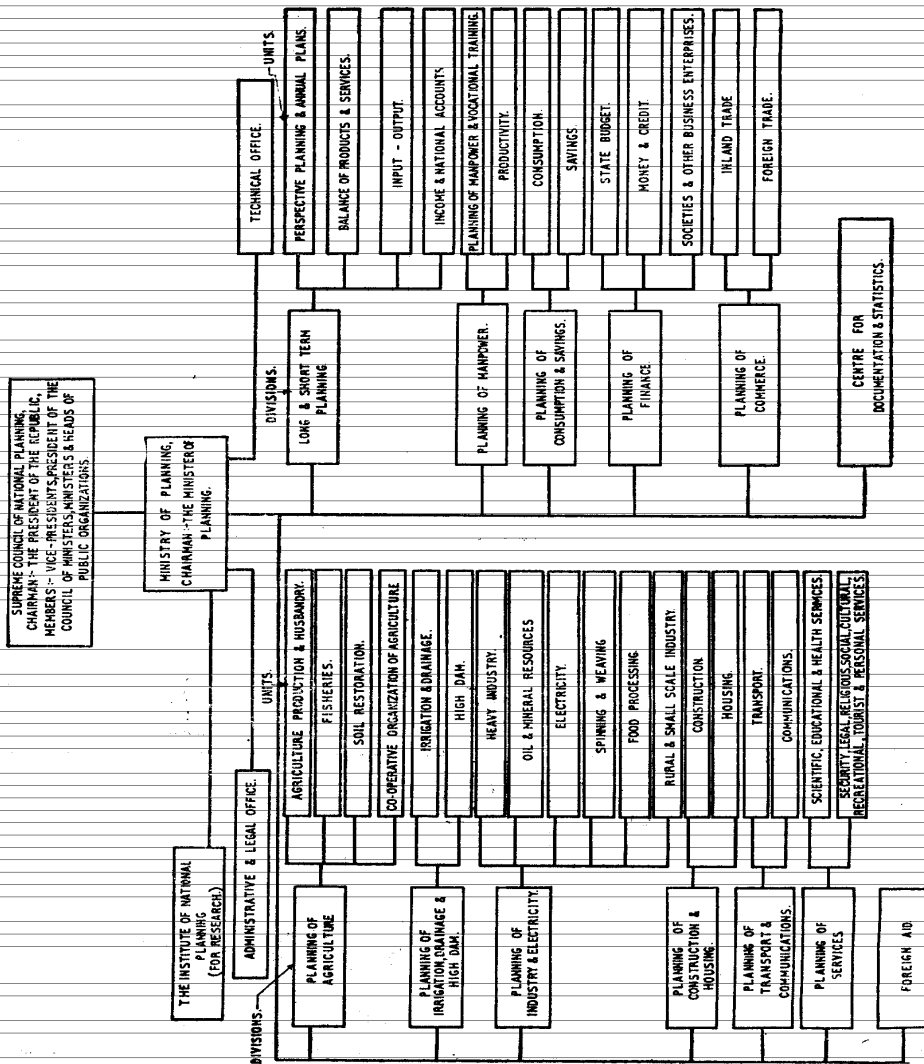 SUPREME COUNCIL OF NATIONAL PLANNING,
CHAIRMAN:- THE PRESIDENT OF THE REPUBLIC,
MEMBERS :- VICE-PRESIDENTS, PRESIDENT OF THE
COUNCIL OF MINISTERS, MINISTERS & HEADS OF
PUBLIC ORGANIZATIONS.
MINISTRY OF PLANNING,
CHAIRMAN :-THE MINISTER OF
PLANNING.
THE INSTITUTE OF NATIONAL
PLANNING
(FOR RESEARCH.)
ADMINISTRATIVE & LEGAL OFFICE.
TECHNICAL OFFICE.
DIVISIONS.
UNITS.
PLANNING OF
AGRICULTURE
AGRICULTURE PRODUCTION & HUSBANDRY.
FISHERIES.
SOIL RESTORATION.
CO-OPERATIVE ORGANIZATION OF AGRICULTURE
PLANNING OF
IRRIGATION, DRAINAGE &
HIGH DAM.
IRRIGATION & DRAINAGE.
HIGH DAM.
PLANNING OF
INDUSTRY & ELECTRICITY.
HEAVY INDUSTRY.
OIL & MINERAL RESOURCES
ELECTRICITY.
SPINNING & WEAVING
FOOD PROCESSING.
RURAL & SMALL SCALE INDUSTRY.
PLANNING OF
CONSTRUCTION &
HOUSING.
CONSTRUCTION
HOUSING.
PLANNING OF
TRANSPORT &
COMMUNICATIONS.
TRANSPORT.
COMMUNICATIONS.
PLANNING OF
SERVICES
SCIENTIFIC, EDUCATIONAL & HEALTH SERVICES.
SECURITY, LEGAL, RELIGIOUS, SOCIAL, CULTURAL,
RECREATIONAL, TOURIST & PERSONAL SERVICES.
FOREIGN AID
DIVISIONS.
UNITS.
LONG & SHORT TERM
PLANNING
PERSPECTIVE PLANNING & ANNUAL PLANS.
BALANCE OF PRODUCTS & SERVICES.
INPUT - OUTPUT.
INCOME & NATIONAL ACCOUNTS
PLANNING OF MANPOWER.
PLANNING OF MANPOWER & VOCATIONAL TRAINING.
PRODUCTIVITY.
PLANNING OF
CONSUMPTION & SAVINGS.
CONSUMPTION.
SAVINGS.
PLANNING OF
FINANCE.
STATE BUDGET.
MONEY & CREDIT.
SOCIETIES & OTHER BUSINESS ENTERPRISES.
PLANNING OF
COMMERCE.
INLAND TRADE
FOREIGN TRADE.
CENTRE FOR
DOCUMENTATION & STATISTICS.